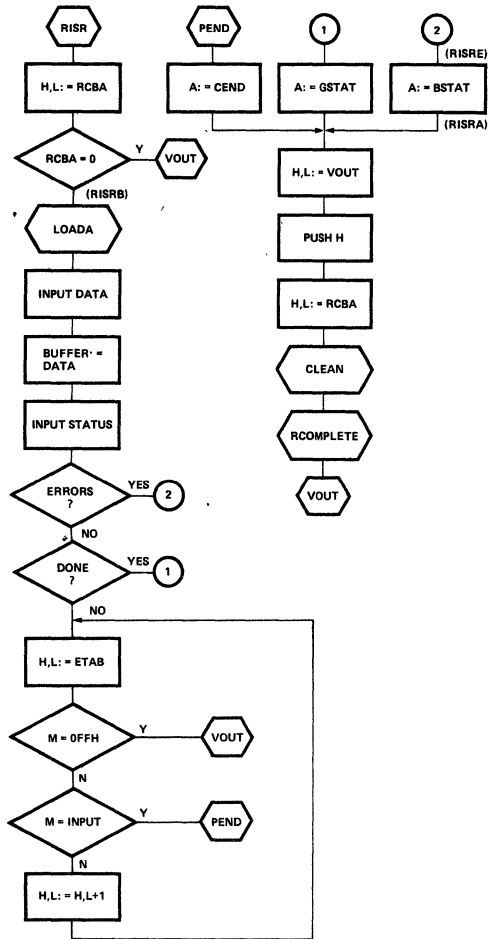 RISR
H,L: = RCBA
RCBA = 0
Y
VOUT
(RISRB)
LOADA
INPUT DATA
BUFFER =
DATA
INPUT STATUS
ERRORS
?
YES
2
NO
DONE
?
YES
1
NO
H,L: = ETAB
M = 0FFH
Y
VOUT
N
M = INPUT
Y
PEND
N
H,L: = H,L+1
PEND
A: = CEND
1
A: = GSTAT
2
(RISRE)
A: = BSTAT
(RISRA)
H,L: = VOUT
PUSH H
H,L: = RCBA
CLEAN
RCOMPLETE
VOUT